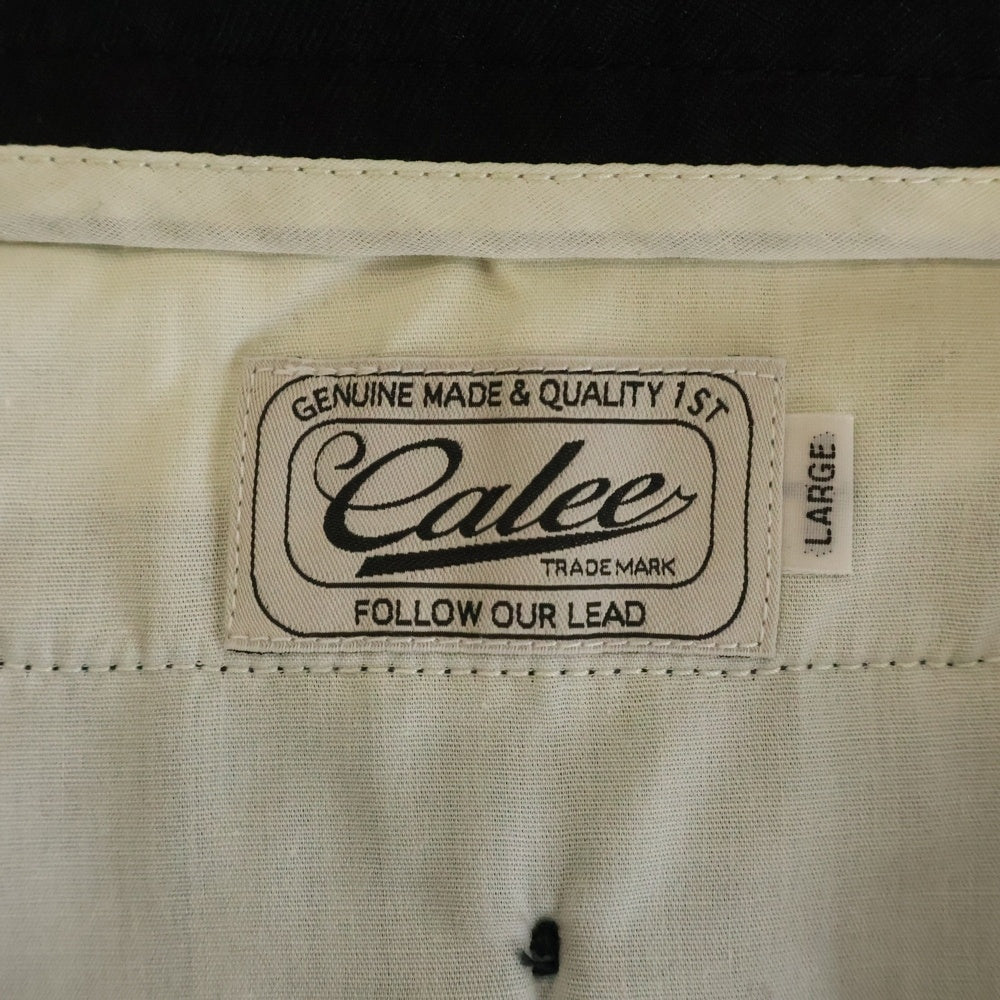 GENUINE MADE & QUALITY 1ST
Calee
TRADE MARK
FOLLOW OUR LEAD
LARGE